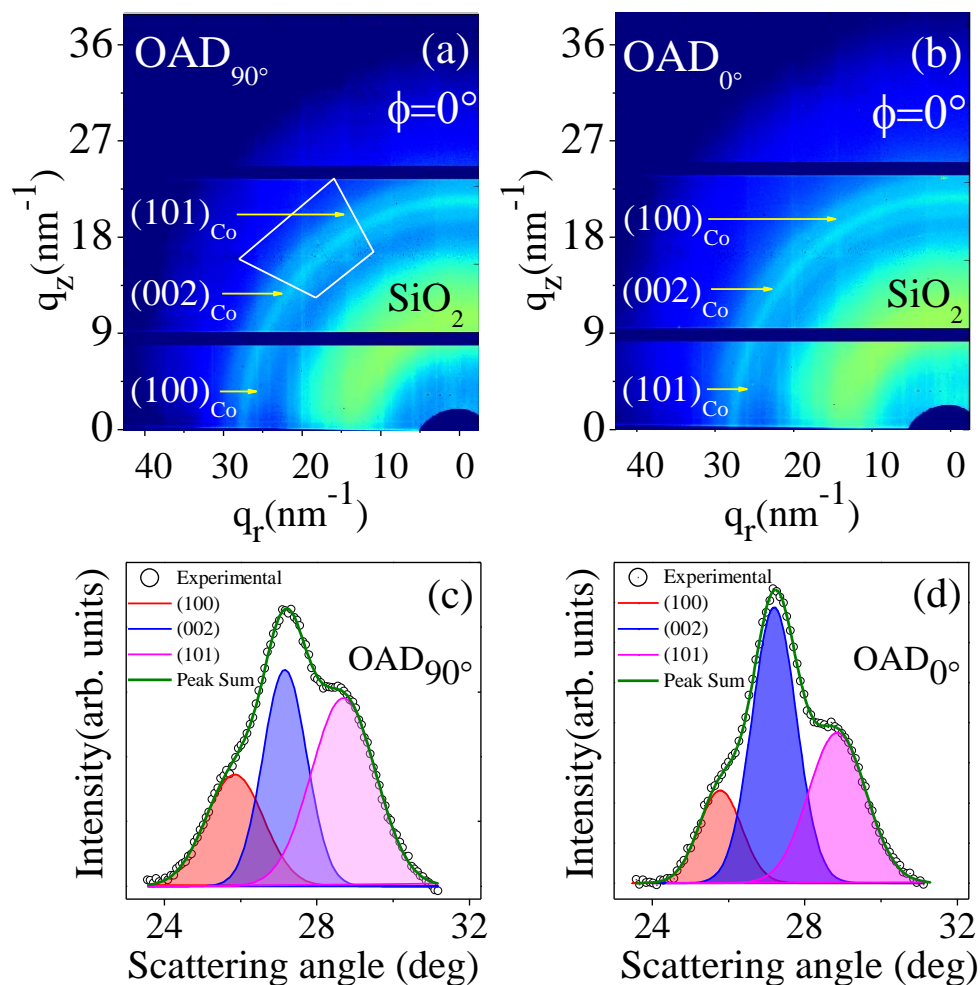 OAD90°
(a)
ϕ=0°
36
27
18
9
0
qz(nm-1)
(101)Co
(002)Co
(100)Co
SiO2
40 30 20 10 0
qr(nm-1)
OAD0°
(b)
ϕ=0°
36
27
18
9
0
qz(nm-1)
(100)Co
(002)Co
(101)Co
SiO2
40 30 20 10 0
qr(nm-1)
Experimental
(100)
(002)
(101)
Peak Sum
(c)
OAD90°
Intensity(arb. units)
24 28 32
Scattering angle (deg)
Experimental
(100)
(002)
(101)
Peak Sum
(d)
OAD0°
Intensity(arb. units)
24 28 32
Scattering angle (deg)